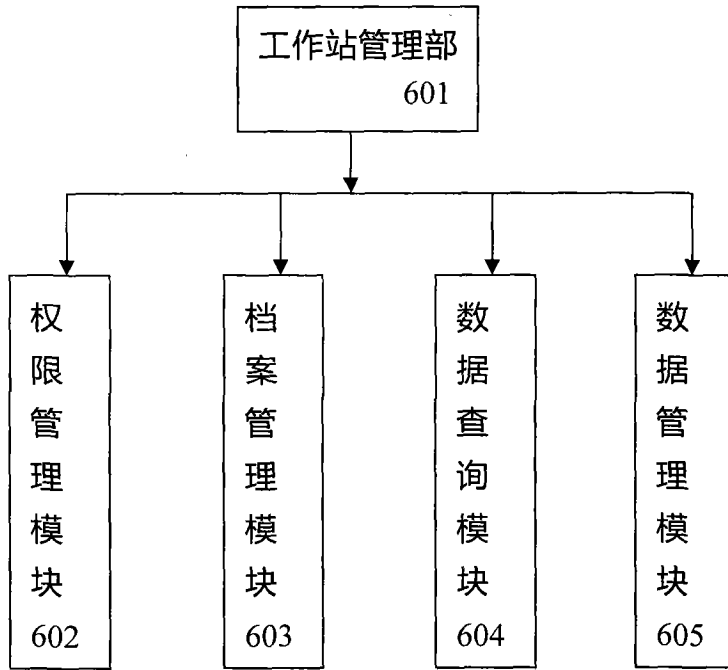 工作站管理部
601
权限管理模块
602
档案管理模块
603
数据查询模块
604
数据管理模块
605